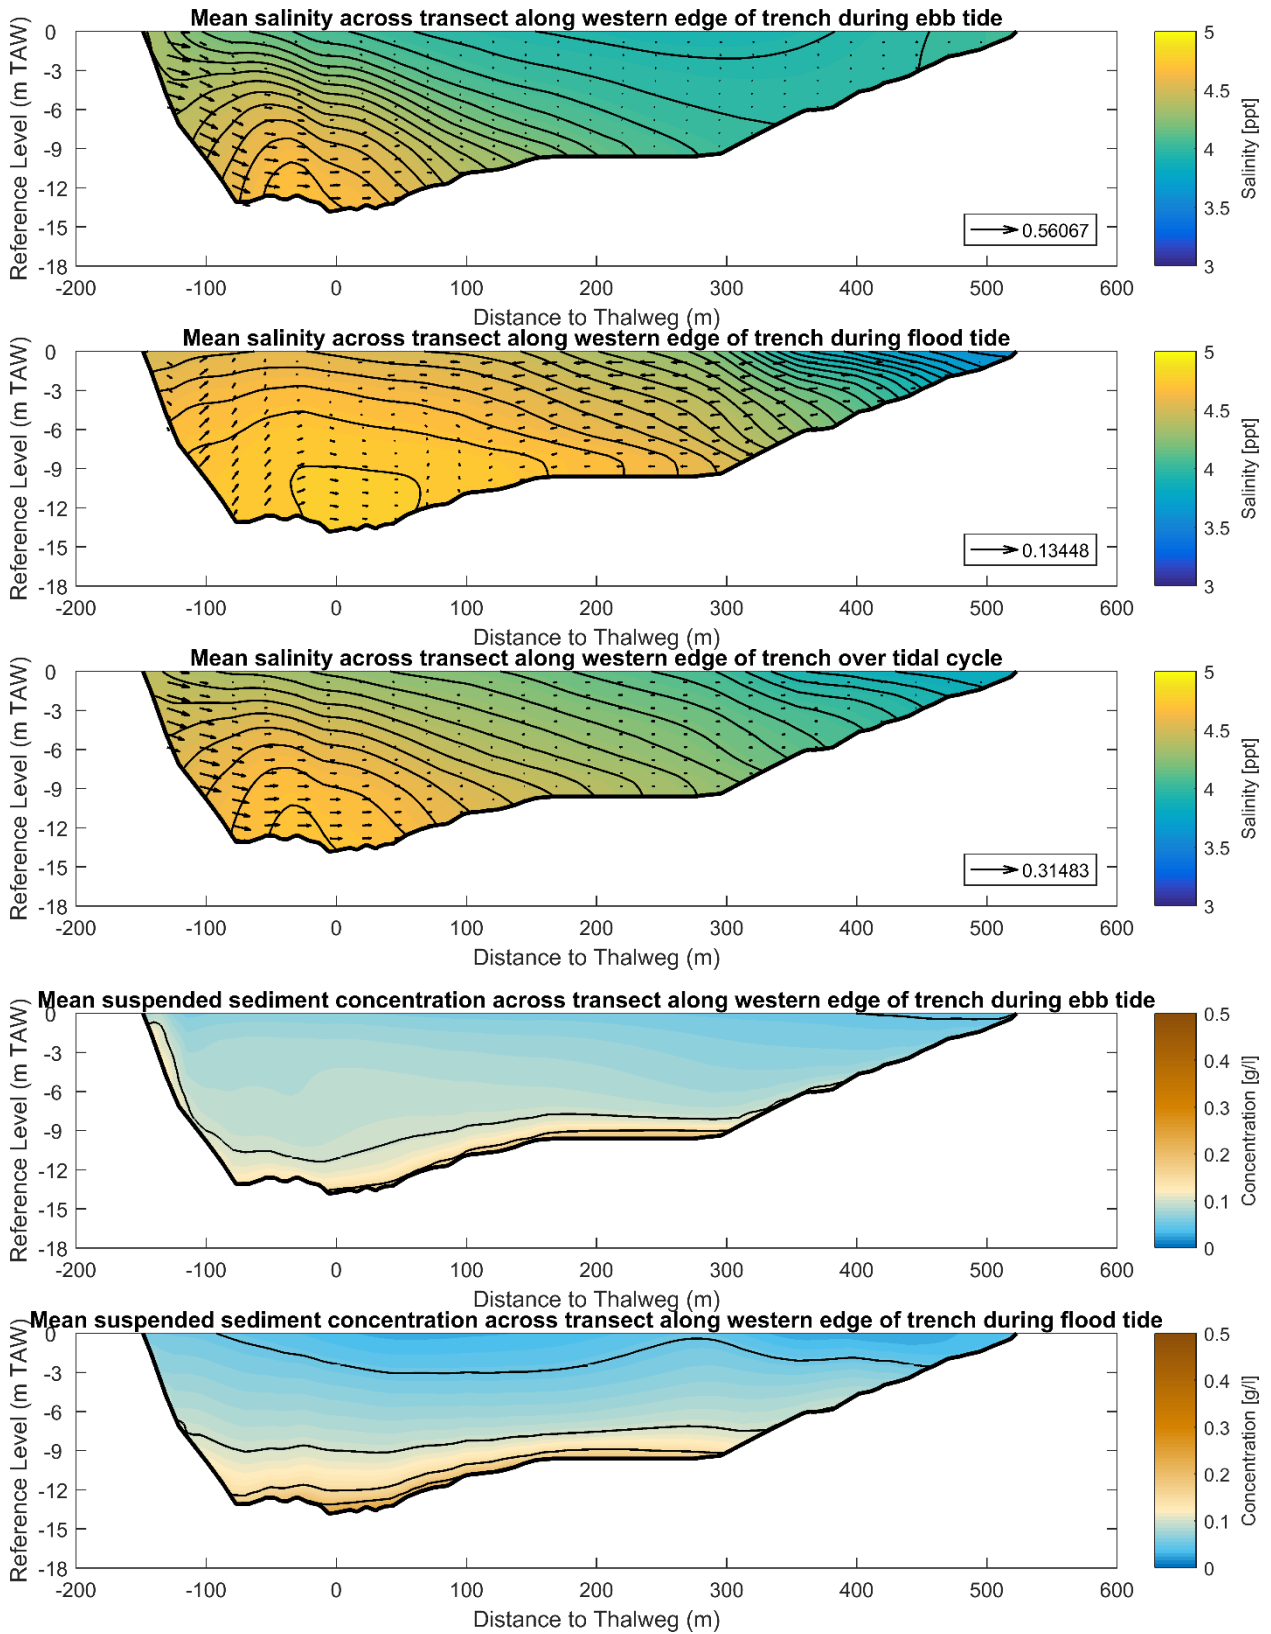 Mean salinity across transect along western edge of trench during ebb tide
Reference Level (m TAW)
0
-3
-6
-9
-12
-15
-18
-200 -100 0 100 200 300 400 500 600
Distance to Thalweg (m)
0.56067
5
4.5
4
3.5
3
Salinity [ppt]
Mean salinity across transect along western edge of trench during flood tide
Reference Level (m TAW)
0
-3
-6
-9
-12
-15
-18
-200 -100 0 100 200 300 400 500 600
Distance to Thalweg (m)
0.13448
5
4.5
4
3.5
3
Salinity [ppt]
Mean salinity across transect along western edge of trench over tidal cycle
Reference Level (m TAW)
0
-3
-6
-9
-12
-15
-18
-200 -100 0 100 200 300 400 500 600
Distance to Thalweg (m)
0.31483
5
4.5
4
3.5
3
Salinity [ppt]
Mean suspended sediment concentration across transect along western edge of trench during ebb tide
Reference Level (m TAW)
0
-3
-6
-9
-12
-15
-18
-200 -100 0 100 200 300 400 500 600
Distance to Thalweg (m)
0.5
0.4
0.3
0.2
0.1
0
Concentration [g/l]
Mean suspended sediment concentration across transect along western edge of trench during flood tide
Reference Level (m TAW)
0
-3
-6
-9
-12
-15
-18
-200 -100 0 100 200 300 400 500 600
Distance to Thalweg (m)
0.5
0.4
0.3
0.2
0.1
0
Concentration [g/l]